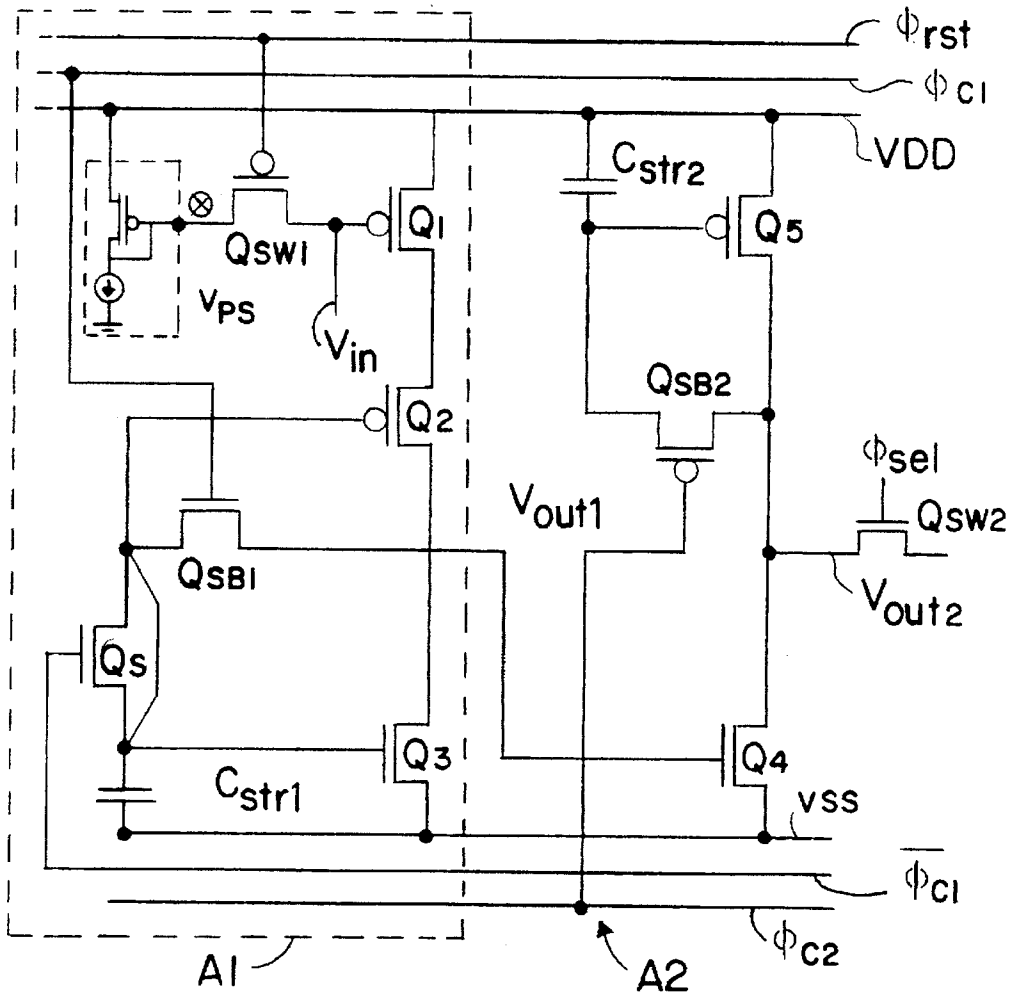 ϕrst
ϕC1
VDD
Cstr2
Q1
Q5
QSW1
VPS
Vin
QSB2
Q2
ϕsel
Vout1
QSW2
QSB1
Vout2
QS
Q3
Q4
Cstr1
VSS
ϕC1
ϕC2
A1
A2